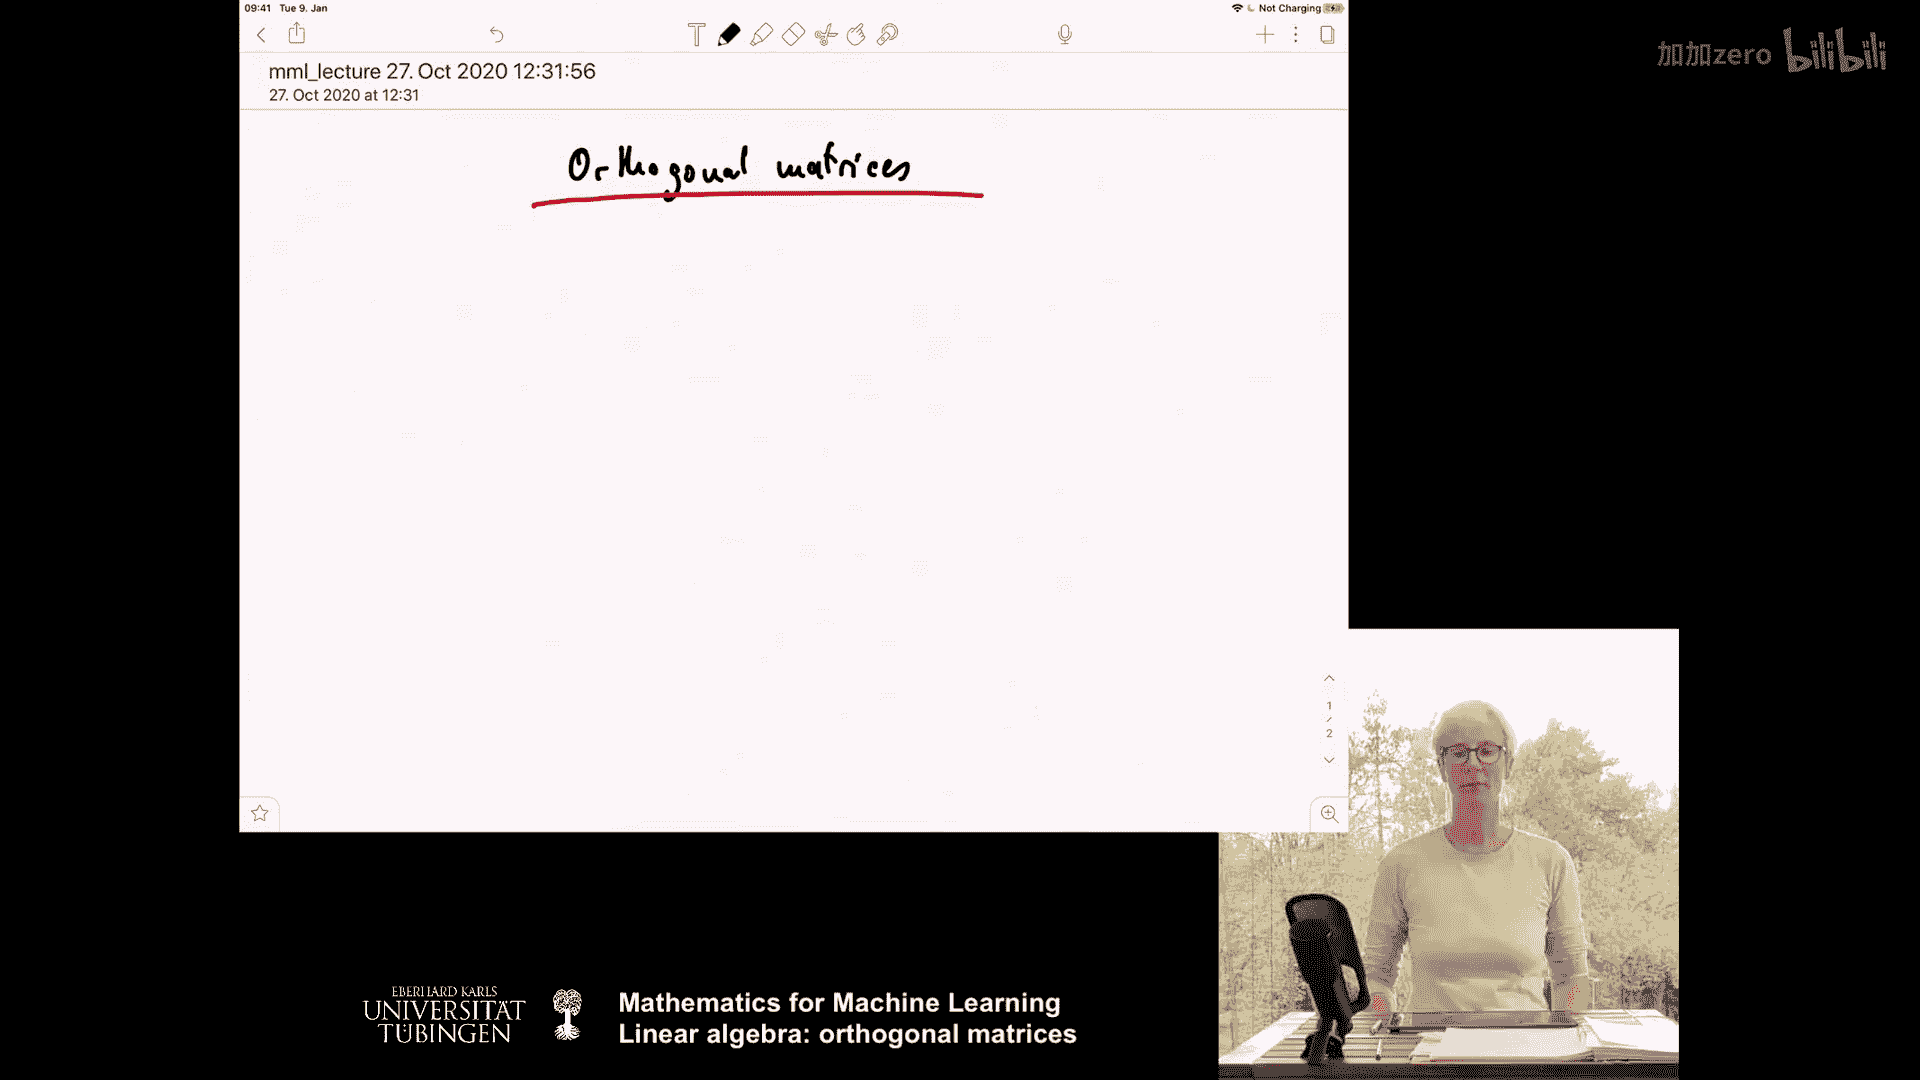 09:41 Tue 9. Jan
Not Charging
mml_lecture 27. Oct 2020 12:31:56
27. Oct 2020 at 12:31
Orthogonal matrices
1
/
2
加加zero bilibili
EBERHARD KARLS
UNIVERSITÄT
TÜBINGEN
Mathematics for Machine Learning
Linear algebra: orthogonal matrices